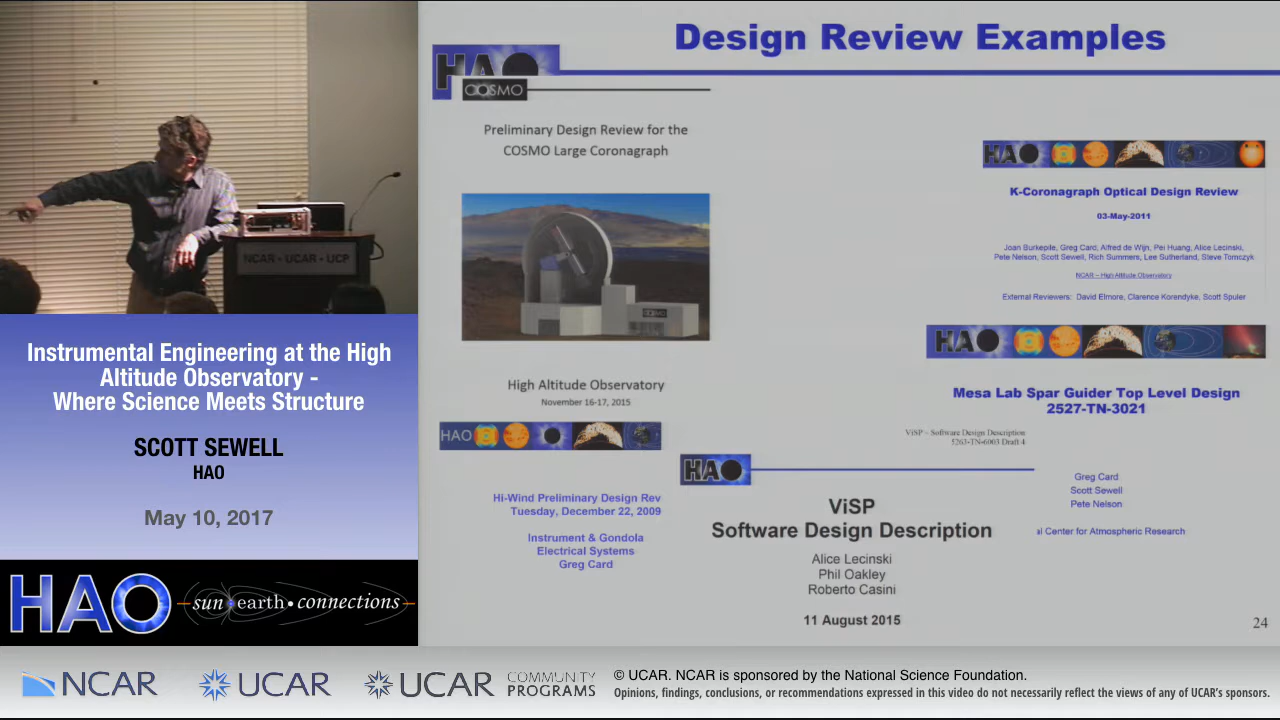 Design Review Examples
HAO
COSMO
Preliminary Design Review for the
COSMO Large Coronagraph
COSMO
High Altitude Observatory
November 16-17, 2015
HAO
Hi-Wind Preliminary Design Rev
Tuesday, December 22, 2009
Instrument & Gondola
Electrical Systems
Greg Card
HAO
K-Coronagraph Optical Design Review
03-May-2011
Joan Burkepile, Greg Card, Alfred de Wijn, Pei Huang, Alice Lecinski,
Pete Nelson, Scott Sewell, Rich Summers, Lee Sutherland, Steve Tomczyk
NCAR – High Altitude Observatory
External Reviewers: David Elmore, Clarence Korendyke, Scott Spuler
HAO
Mesa Lab Spar Guider Top Level Design
2527-TN-3021
Greg Card
Scott Sewell
Pete Nelson
al Center for Atmospheric Research
ViSP – Software Design Description
5263-TN-6003 Draft 4
HAO
ViSP
Software Design Description
Alice Lecinski
Phil Oakley
Roberto Casini
11 August 2015
24
NCAR • UCAR • UCP
Instrumental Engineering at the High
Altitude Observatory -
Where Science Meets Structure
SCOTT SEWELL
HAO
May 10, 2017
HAO
sun • earth • connections
NCAR
UCAR
UCAR
COMMUNITY
PROGRAMS
© UCAR. NCAR is sponsored by the National Science Foundation.
Opinions, findings, conclusions, or recommendations expressed in this video do not necessarily reflect the views of any of UCAR's sponsors.